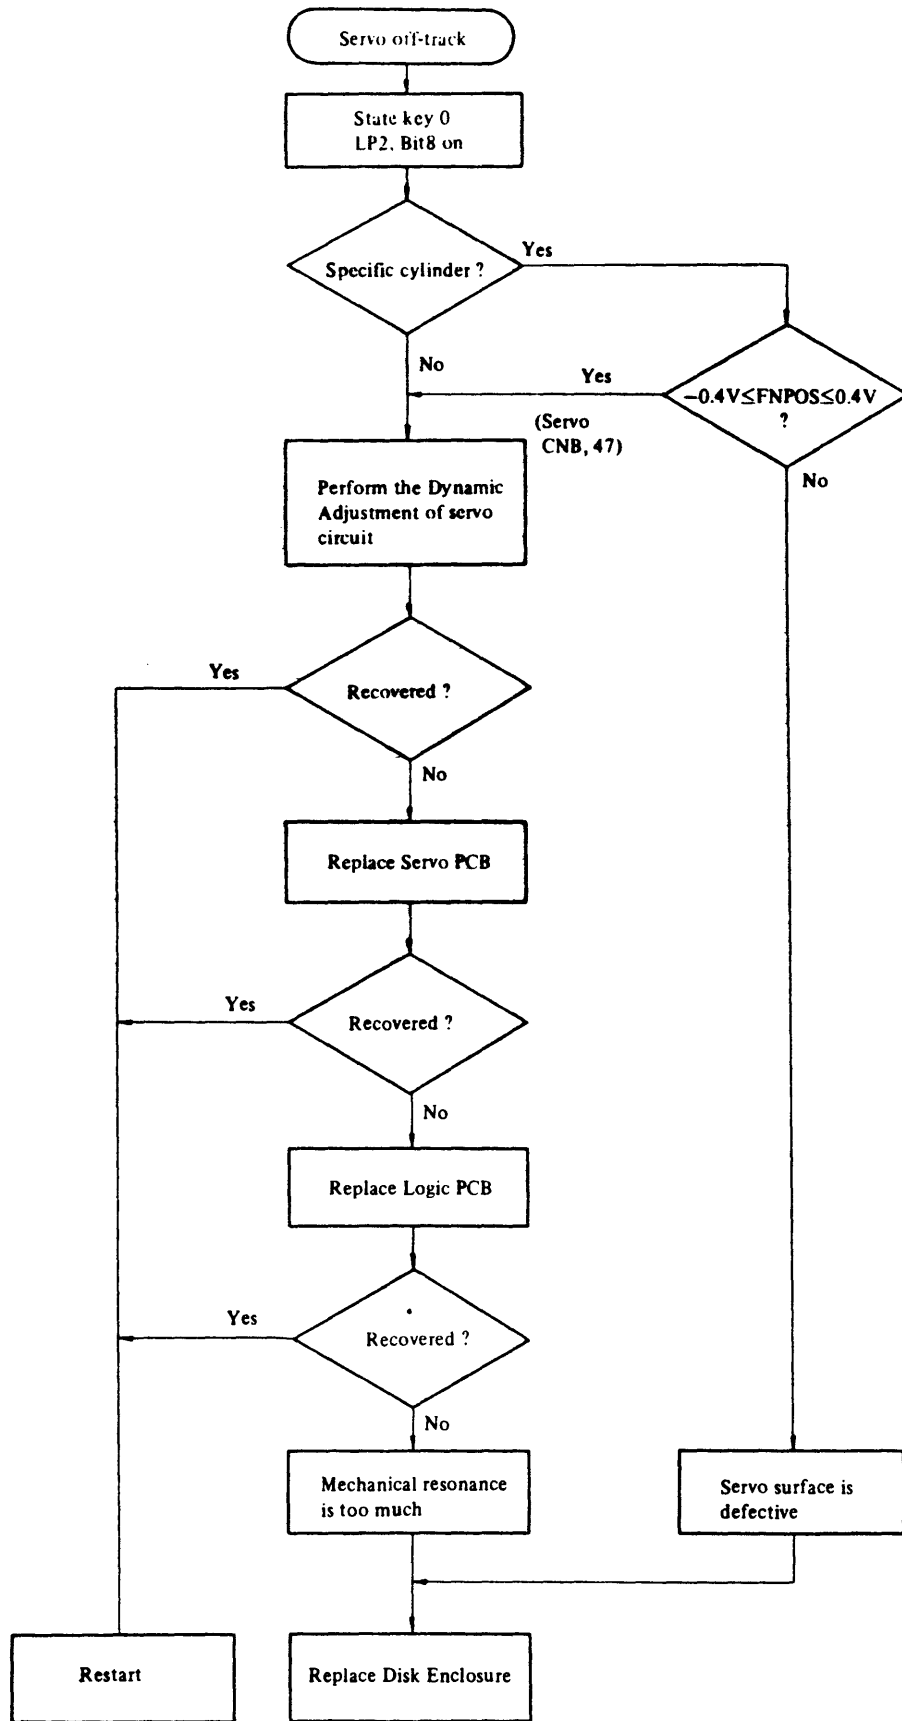 Servo off-track
State key 0
LP2, Bit8 on
Specific cylinder ?
Yes
No
Yes
−0.4V≤FNPOS≤0.4V
?
(Servo
CNB, 47)
No
Perform the Dynamic
Adjustment of servo
circuit
Yes
Recovered ?
No
Replace Servo PCB
Yes
Recovered ?
No
Replace Logic PCB
Yes
Recovered ?
No
Mechanical resonance
is too much
Servo surface is
defective
Restart
Replace Disk Enclosure